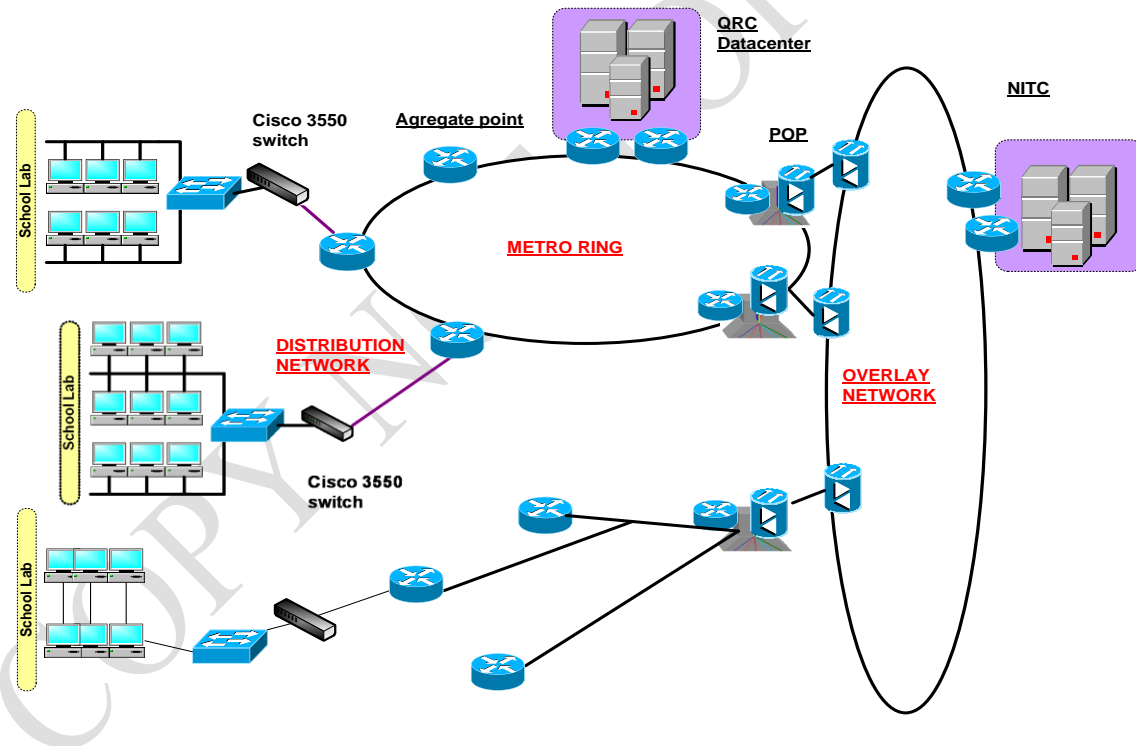 QRC
Datacenter
NITC
Cisco 3550
switch
Agregate point
POP
School Lab
METRO RING
DISTRIBUTION
NETWORK
OVERLAY
NETWORK
School Lab
Cisco 3550
switch
School Lab
COPY